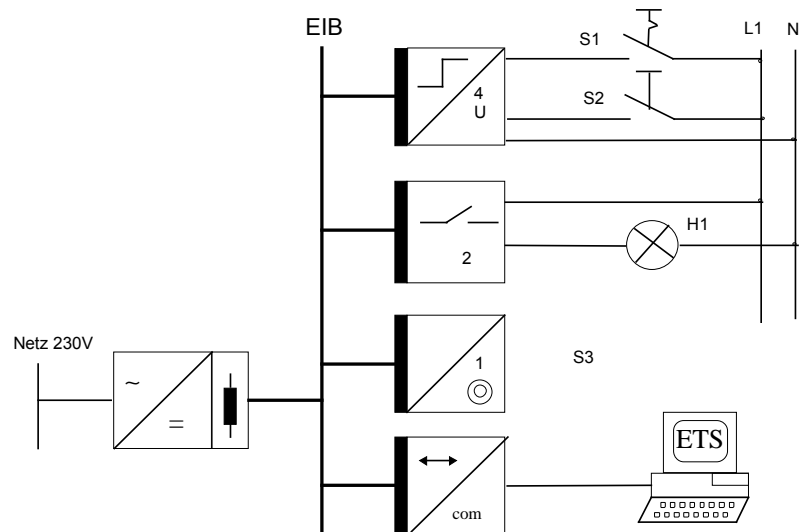 EIB
S1
L1
N
4
U
S2
H1
2
Netz 230V
~
=
1
S3
ETS
com